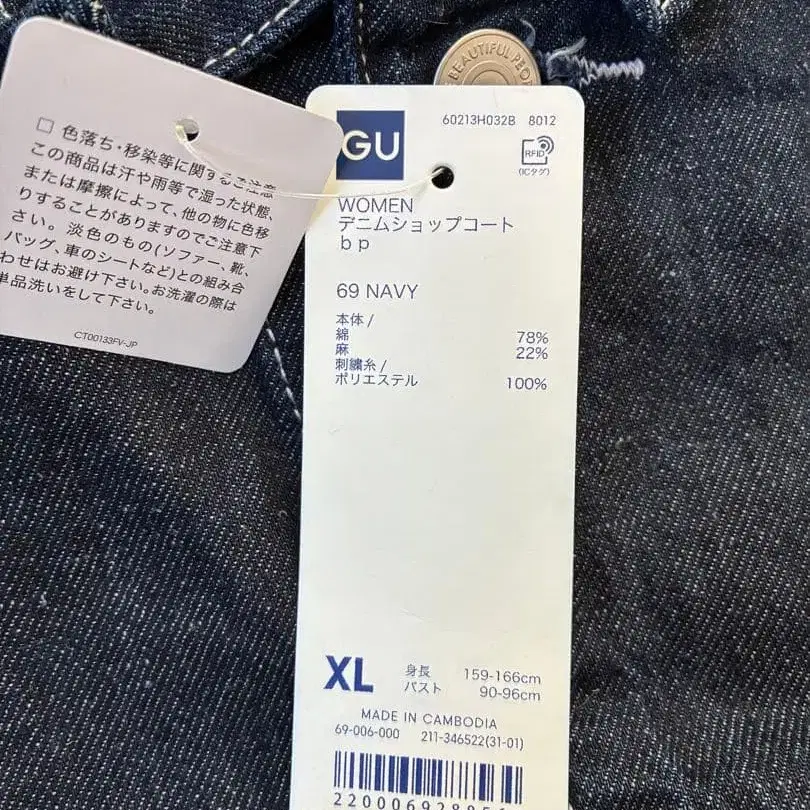 BEAUTIFUL
□ 色落ち・移染等に関するご注意
この商品は汗や雨等で湿った状態、
または摩擦によって、他の物に色移
りすることがありますのでご注意下
さい。淡色のもの(ソファー、靴、
バッグ、車のシートなど)との組み合
わせはお避け下さい。お洗濯の際は
単品洗いをして下さい。
CT00133FV-JP
GU
60213H032B 8012
RFID
(ICタグ)
WOMEN
デニムショップコート
bp
69 NAVY
本体/
綿 78%
麻 22%
刺繍糸/
ポリエステル 100%
XL 身長 159-166cm
バスト 90-96cm
MADE IN CAMBODIA
69-006-000 211-346522(31-01)